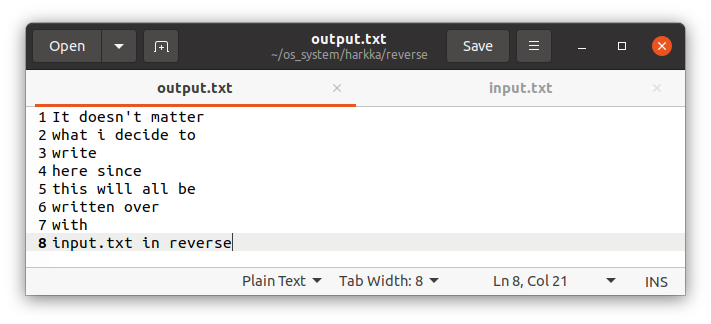 Open
output.txt
~/os_system/harkka/reverse
Save
output.txt
input.txt
1 It doesn't matter
2 what i decide to
3 write
4 here since
5 this will all be
6 written over
7 with
8 input.txt in reverse
Plain Text Tab Width: 8 Ln 8, Col 21 INS